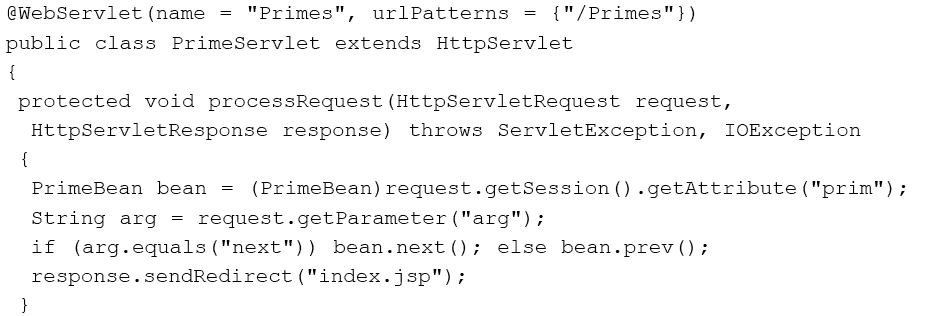 @WebServlet(name = "Primes", urlPatterns = {"/Primes"})
public class PrimeServlet extends HttpServlet
{
protected void processRequest(HttpServletRequest request,
HttpServletResponse response) throws ServletException, IOException
{
PrimeBean bean = (PrimeBean)request.getSession().getAttribute("prim");
String arg = request.getParameter("arg");
if (arg.equals("next")) bean.next(); else bean.prev();
response.sendRedirect("index.jsp");
}